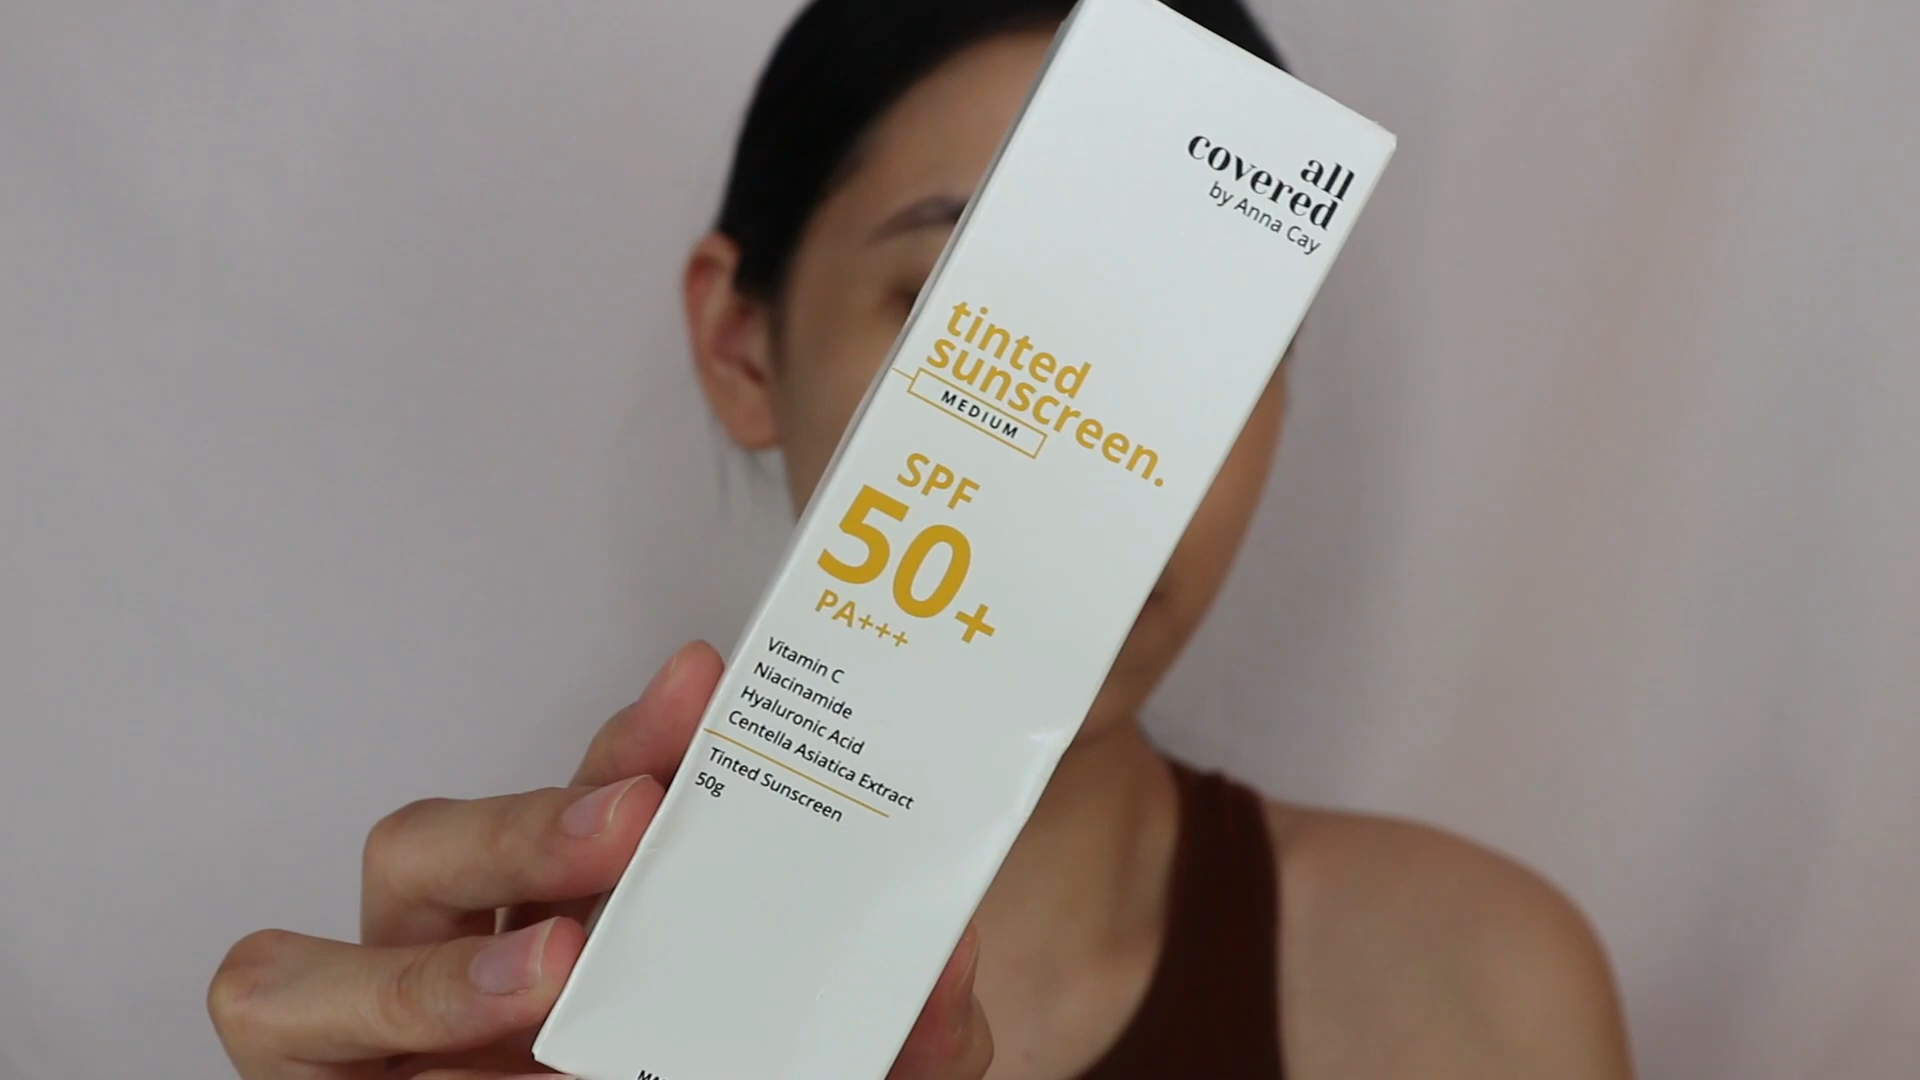 all
covered
by Anna Cay
tinted
sunscreen.
MEDIUM
SPF
50+
PA+++
Vitamin C
Niacinamide
Hyaluronic Acid
Centella Asiatica Extract
Tinted Sunscreen
50g